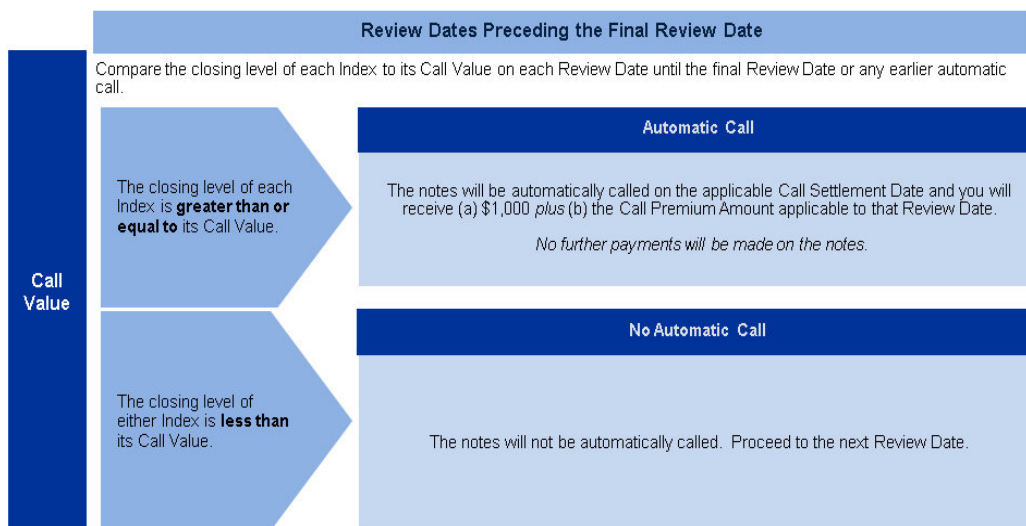 Review Dates Preceding the Final Review Date
Compare the closing level of each Index to its Call Value on each Review Date until the final Review Date or any earlier automatic
call.
Call
Value
The closing level of each
Index is greater than or
equal to its Call Value.
Automatic Call
The notes will be automatically called on the applicable Call Settlement Date and you will
receive (a) $1,000 plus (b) the Call Premium Amount applicable to that Review Date.
No further payments will be made on the notes.
The closing level of
either Index is less than
its Call Value.
No Automatic Call
The notes will not be automatically called. Proceed to the next Review Date.